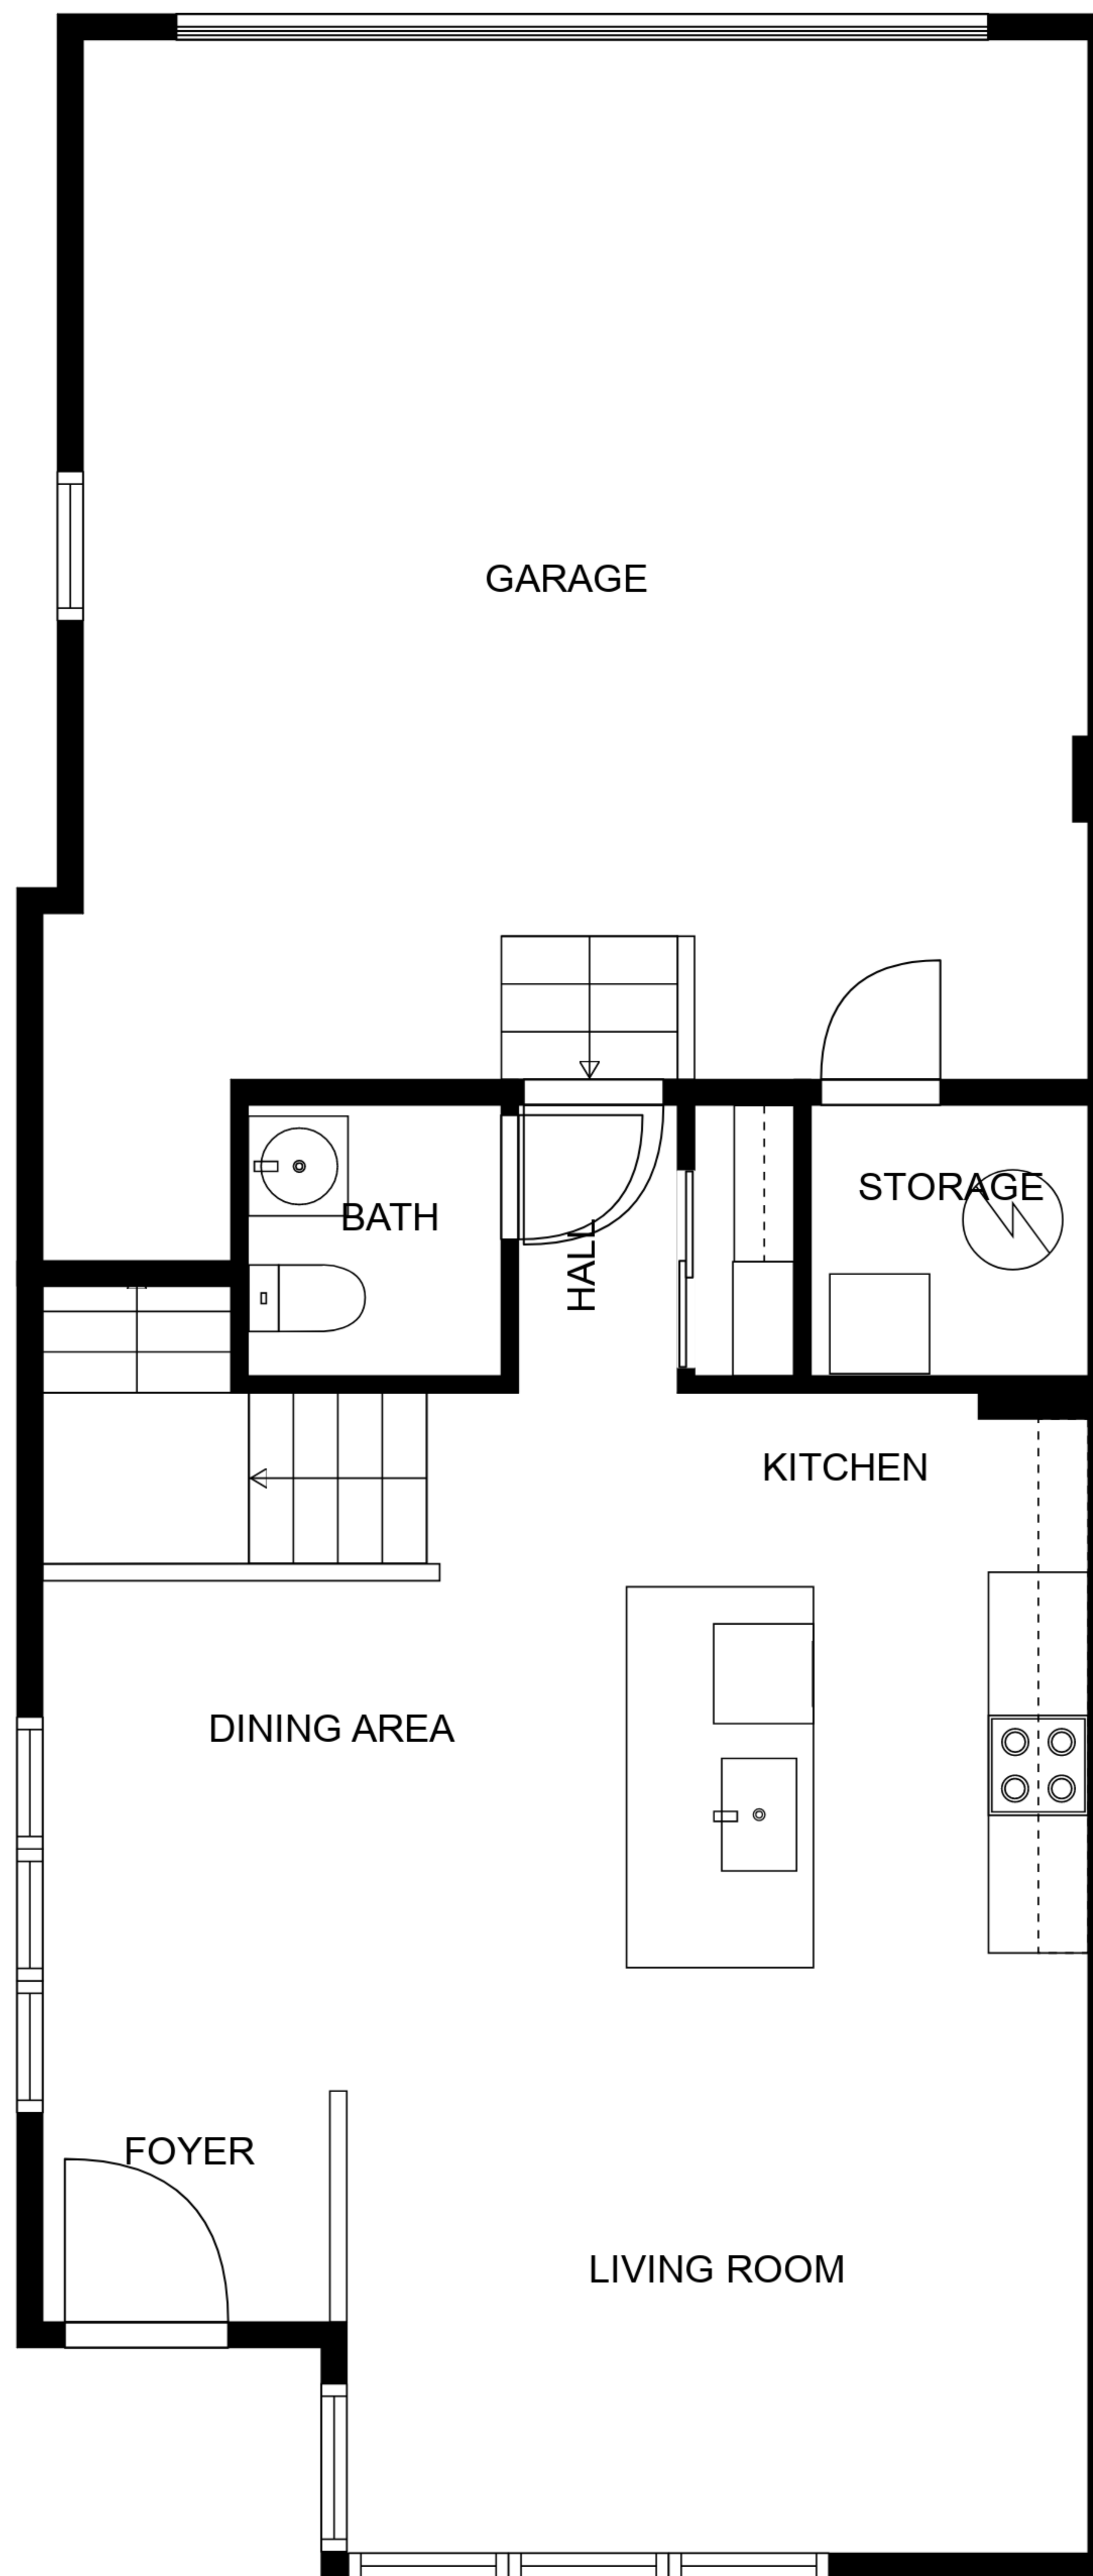 GARAGE
STORAGE
BATH
HALL
KITCHEN
DINING AREA
FOYER
LIVING ROOM